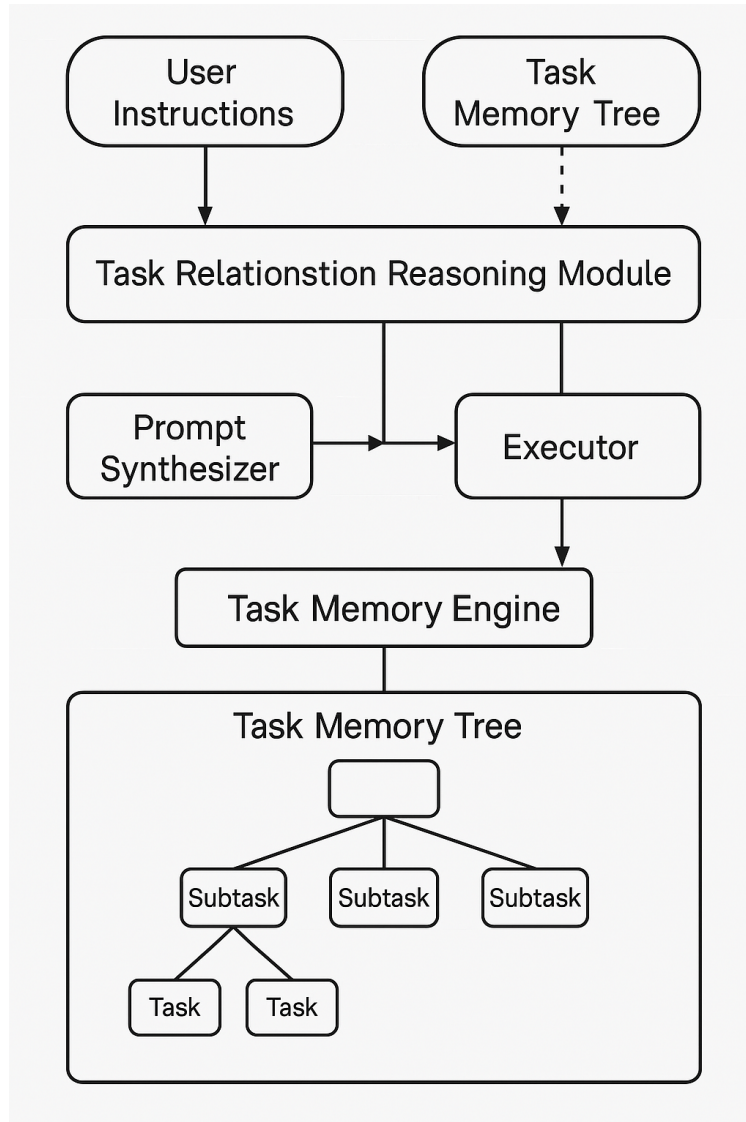 User
Instructions
Task
Memory Tree
Task Relationstion Reasoning Module
Prompt
Synthesizer
Executor
Task Memory Engine
Task Memory Tree
Subtask
Subtask
Subtask
Task
Task